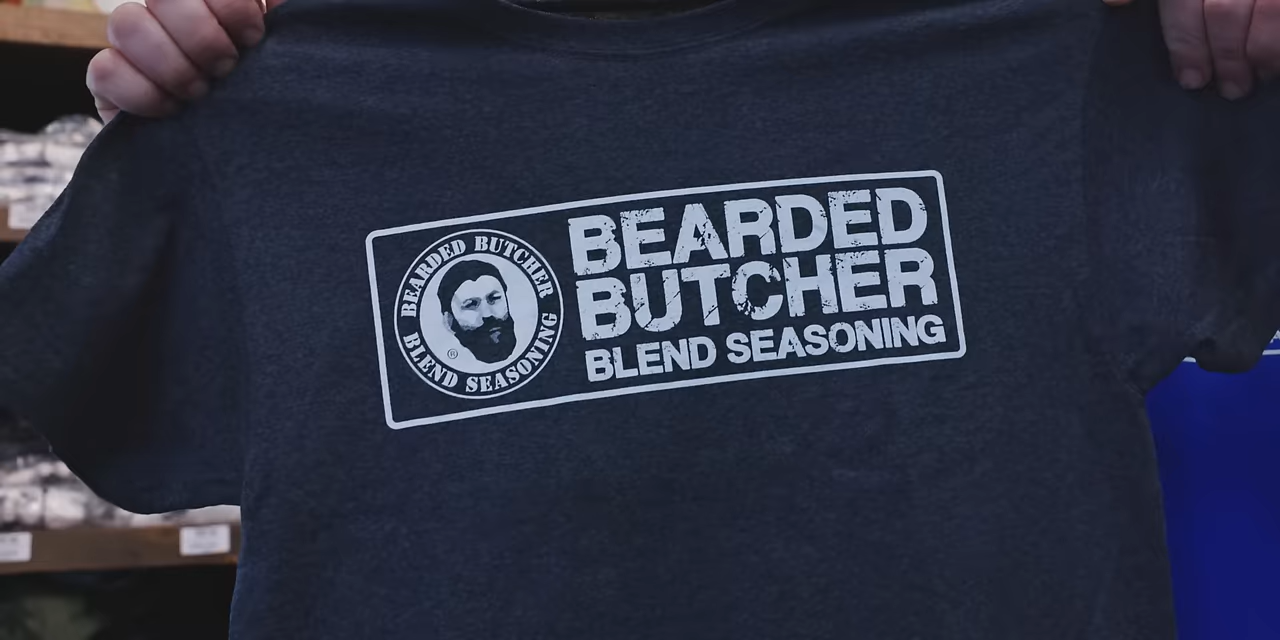 BEARDED BUTCHER
BLEND SEASONING
®
BEARDED
BUTCHER
BLEND SEASONING